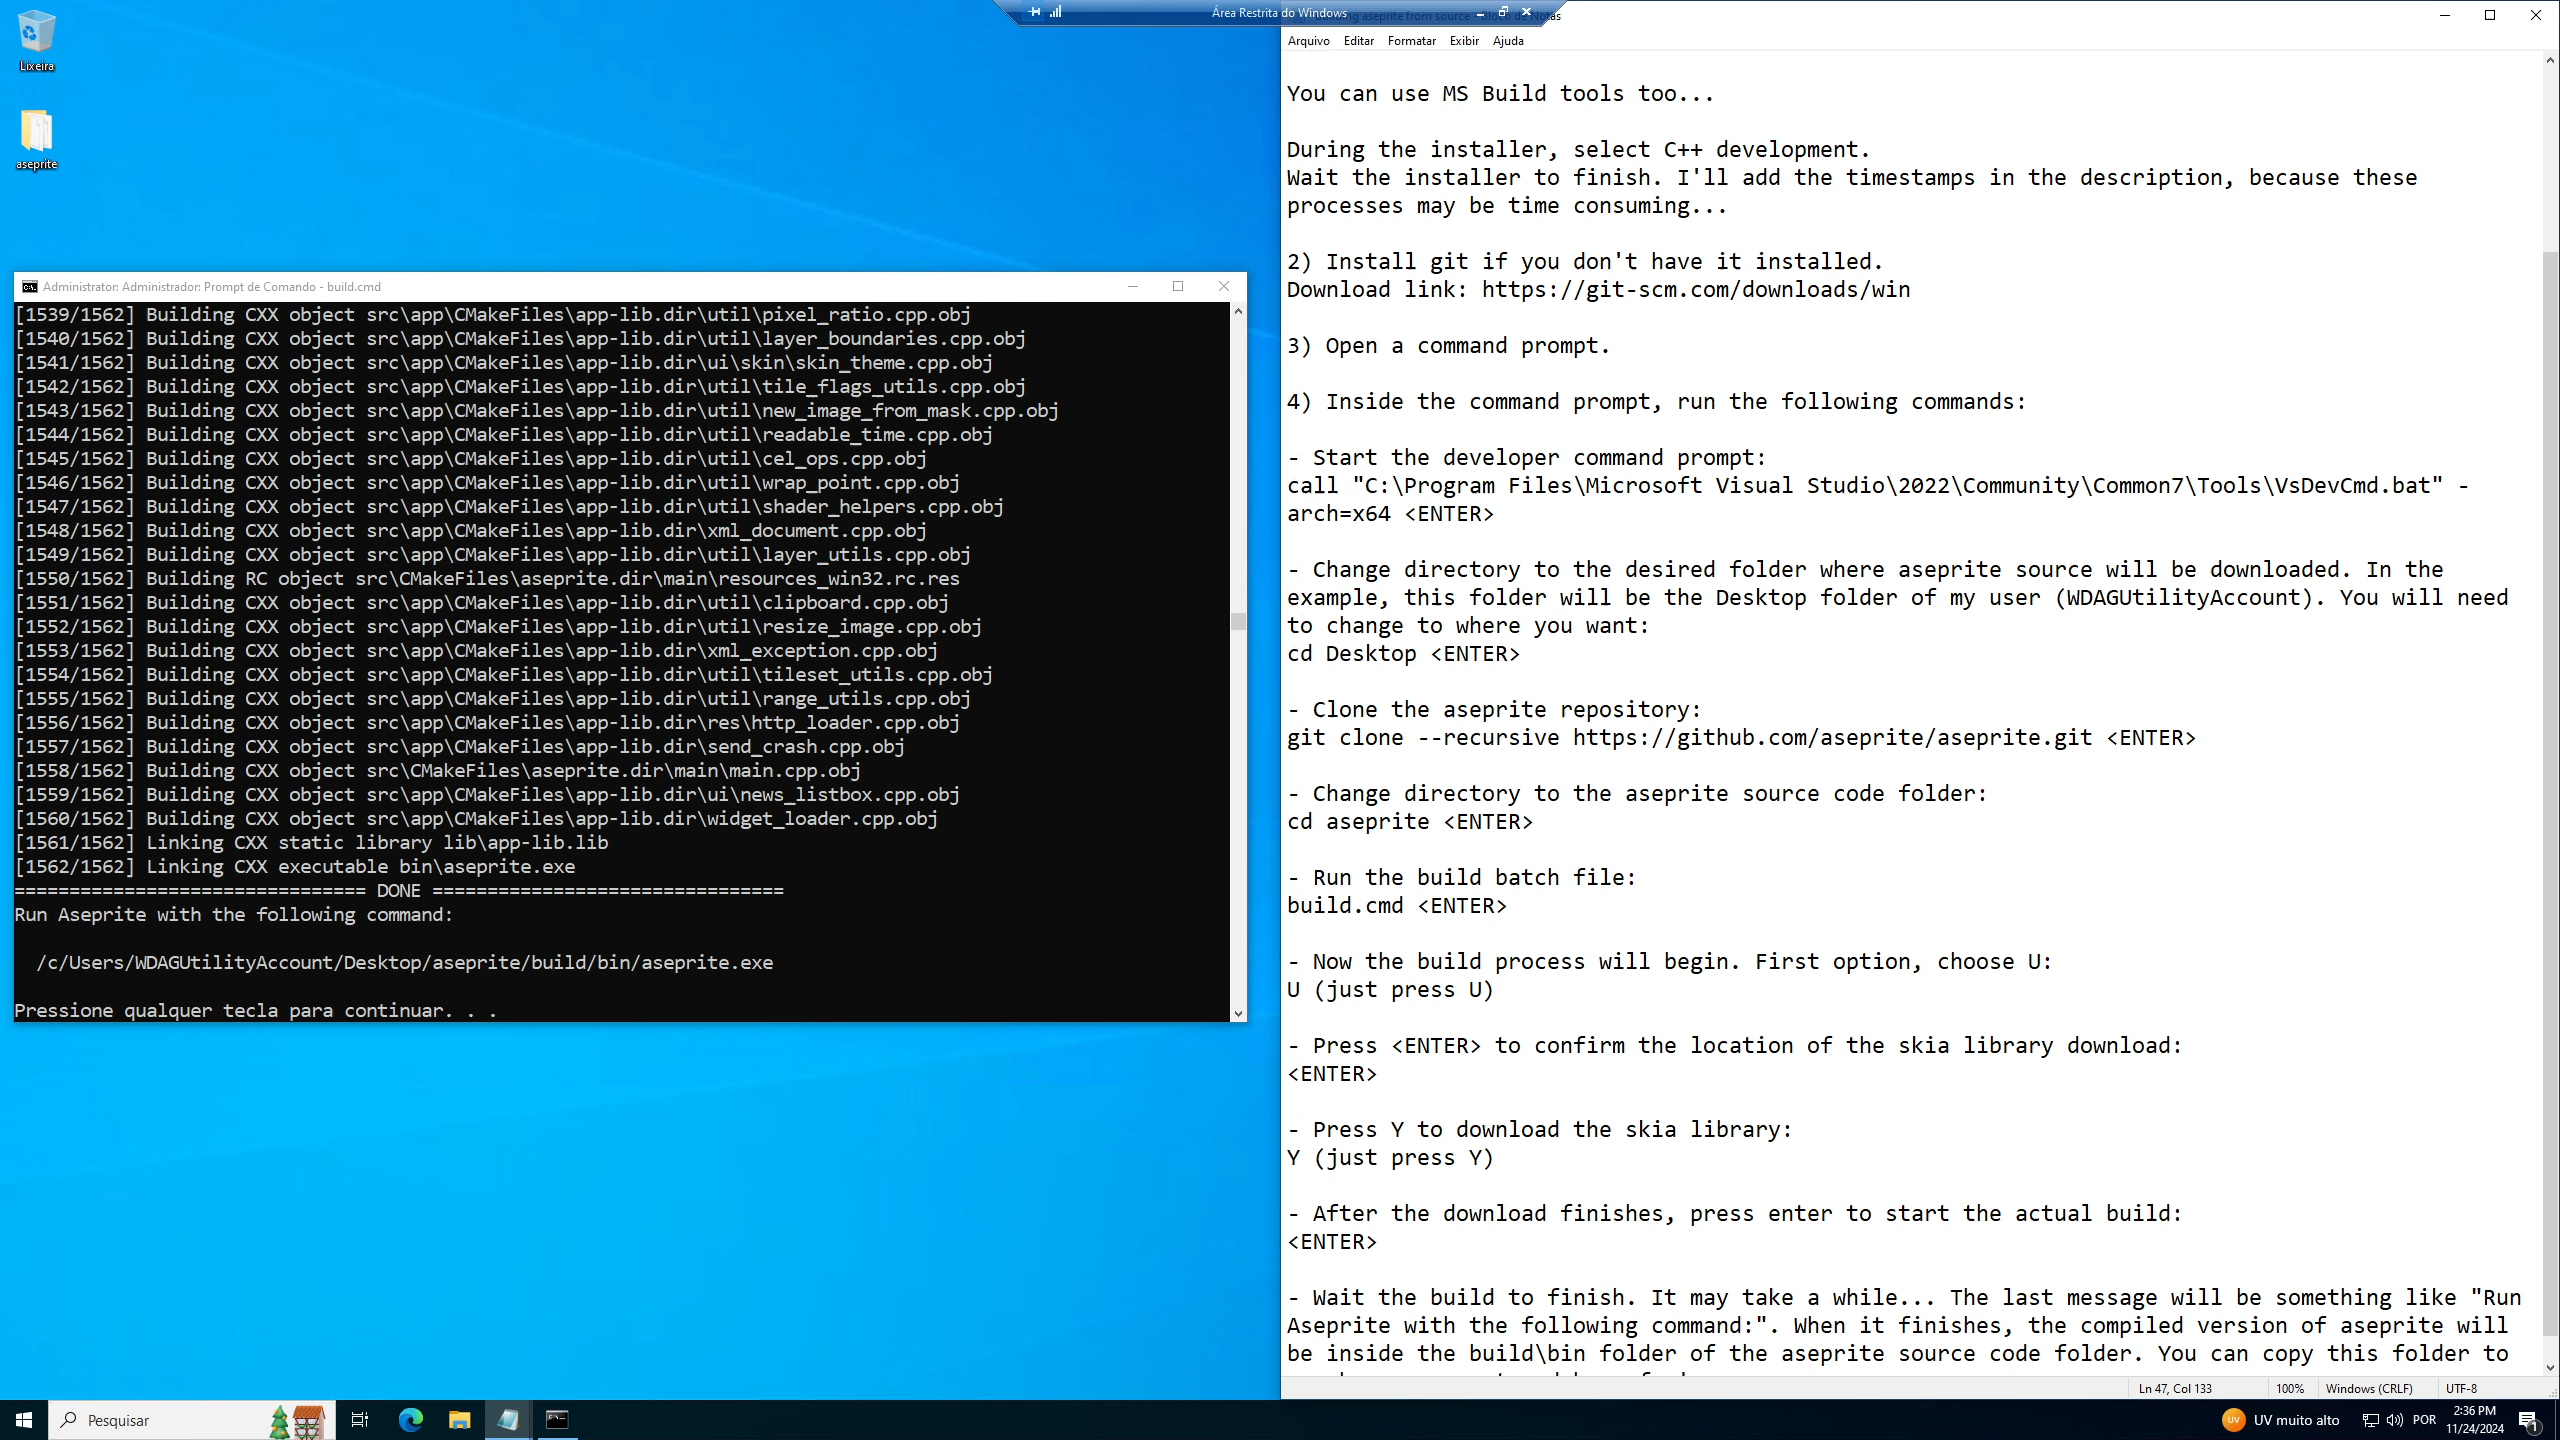 Lixeira
aseprite
Área Restrita do Windows
Arquivo Editar Formatar Exibir Ajuda
Administrator: Administrador: Prompt de Comando - build.cmd
[1539/1562] Building CXX object src\app\CMakeFiles\app-lib.dir\util\pixel_ratio.cpp.obj
[1540/1562] Building CXX object src\app\CMakeFiles\app-lib.dir\util\layer_boundaries.cpp.obj
[1541/1562] Building CXX object src\app\CMakeFiles\app-lib.dir\ui\skin\skin_theme.cpp.obj
[1542/1562] Building CXX object src\app\CMakeFiles\app-lib.dir\util\tile_flags_utils.cpp.obj
[1543/1562] Building CXX object src\app\CMakeFiles\app-lib.dir\util\new_image_from_mask.cpp.obj
[1544/1562] Building CXX object src\app\CMakeFiles\app-lib.dir\util\readable_time.cpp.obj
[1545/1562] Building CXX object src\app\CMakeFiles\app-lib.dir\util\cel_ops.cpp.obj
[1546/1562] Building CXX object src\app\CMakeFiles\app-lib.dir\util\wrap_point.cpp.obj
[1547/1562] Building CXX object src\app\CMakeFiles\app-lib.dir\util\shader_helpers.cpp.obj
[1548/1562] Building CXX object src\app\CMakeFiles\app-lib.dir\xml_document.cpp.obj
[1549/1562] Building CXX object src\app\CMakeFiles\app-lib.dir\util\layer_utils.cpp.obj
[1550/1562] Building RC object src\CMakeFiles\aseprite.dir\main\resources_win32.rc.res
[1551/1562] Building CXX object src\app\CMakeFiles\app-lib.dir\util\clipboard.cpp.obj
[1552/1562] Building CXX object src\app\CMakeFiles\app-lib.dir\util\resize_image.cpp.obj
[1553/1562] Building CXX object src\app\CMakeFiles\app-lib.dir\xml_exception.cpp.obj
[1554/1562] Building CXX object src\app\CMakeFiles\app-lib.dir\util\tileset_utils.cpp.obj
[1555/1562] Building CXX object src\app\CMakeFiles\app-lib.dir\util\range_utils.cpp.obj
[1556/1562] Building CXX object src\app\CMakeFiles\app-lib.dir\res\http_loader.cpp.obj
[1557/1562] Building CXX object src\app\CMakeFiles\app-lib.dir\send_crash.cpp.obj
[1558/1562] Building CXX object src\CMakeFiles\aseprite.dir\main\main.cpp.obj
[1559/1562] Building CXX object src\app\CMakeFiles\app-lib.dir\ui\news_listbox.cpp.obj
[1560/1562] Building CXX object src\app\CMakeFiles\app-lib.dir\widget_loader.cpp.obj
[1561/1562] Linking CXX static library lib\app-lib.lib
[1562/1562] Linking CXX executable bin\aseprite.exe
================================ DONE ================================
Run Aseprite with the following command:
/c/Users/WDAGUtilityAccount/Desktop/aseprite/build/bin/aseprite.exe
Pressione qualquer tecla para continuar. . .
You can use MS Build tools too...
During the installer, select C++ development.
Wait the installer to finish. I'll add the timestamps in the description, because these
processes may be time consuming...
2) Install git if you don't have it installed.
Download link: https://git-scm.com/downloads/win
3) Open a command prompt.
4) Inside the command prompt, run the following commands:
- Start the developer command prompt:
call "C:\Program Files\Microsoft Visual Studio\2022\Community\Common7\Tools\VsDevCmd.bat" -
arch=x64 <ENTER>
- Change directory to the desired folder where aseprite source will be downloaded. In the
example, this folder will be the Desktop folder of my user (WDAGUtilityAccount). You will need
to change to where you want:
cd Desktop <ENTER>
- Clone the aseprite repository:
git clone --recursive https://github.com/aseprite/aseprite.git <ENTER>
- Change directory to the aseprite source code folder:
cd aseprite <ENTER>
- Run the build batch file:
build.cmd <ENTER>
- Now the build process will begin. First option, choose U:
U (just press U)
- Press <ENTER> to confirm the location of the skia library download:
<ENTER>
- Press Y to download the skia library:
Y (just press Y)
- After the download finishes, press enter to start the actual build:
<ENTER>
- Wait the build to finish. It may take a while... The last message will be something like "Run
Aseprite with the following command:". When it finishes, the compiled version of aseprite will
be inside the build\bin folder of the aseprite source code folder. You can copy this folder to
Ln 47, Col 133 100% Windows (CRLF) UTF-8
Pesquisar
UV UV muito alto POR 2:36 PM
11/24/2024
1